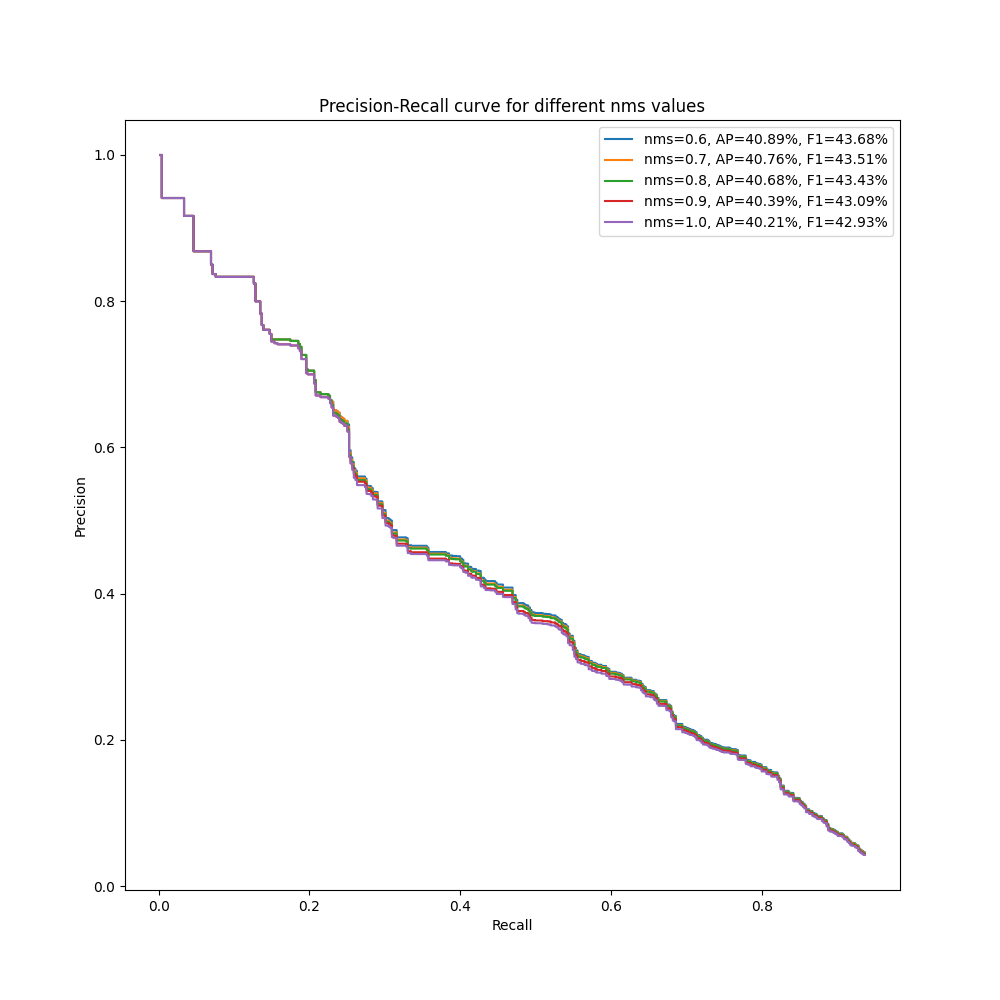 Precision-Recall curve for different nms values
nms=0.6, AP=40.89%, F1=43.68%
nms=0.7, AP=40.76%, F1=43.51%
nms=0.8, AP=40.68%, F1=43.43%
nms=0.9, AP=40.39%, F1=43.09%
nms=1.0, AP=40.21%, F1=42.93%
1.0
0.8
0.6
0.4
0.2
0.0
Precision
0.0 0.2 0.4 0.6 0.8
Recall